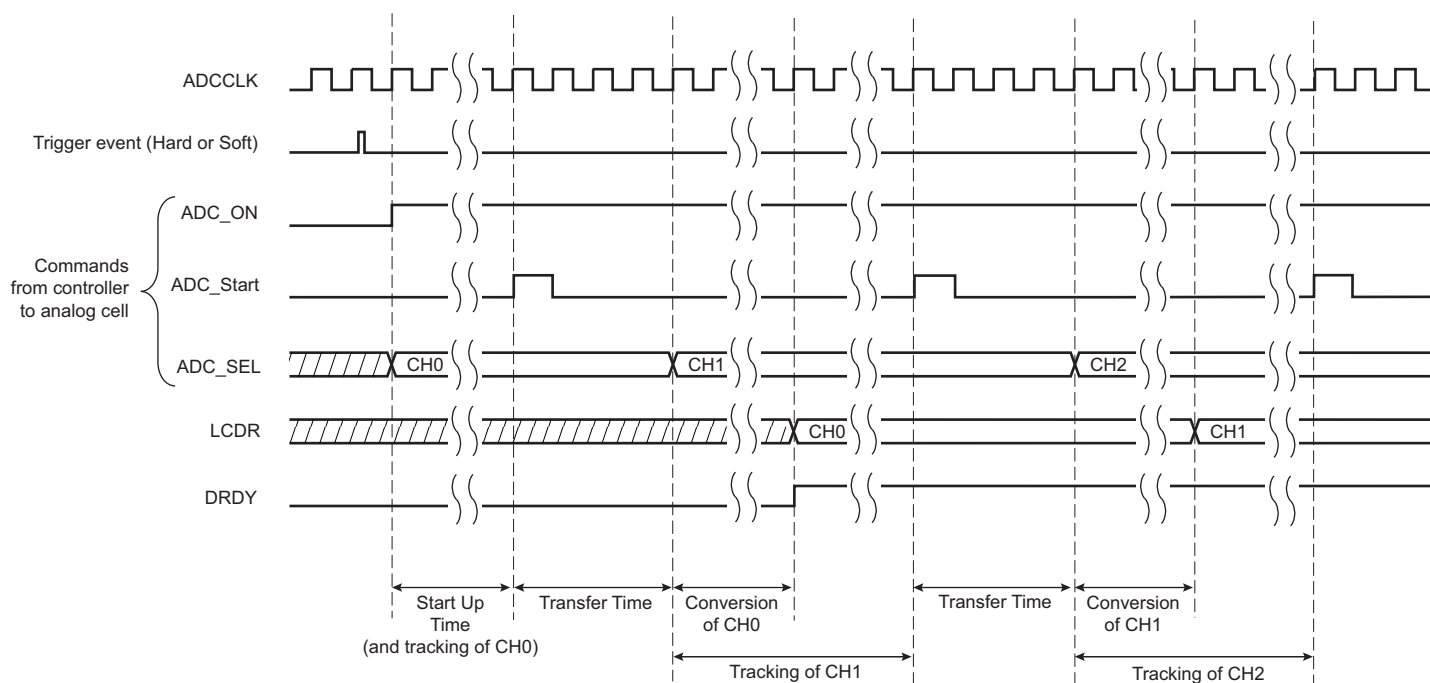 ADCCLK
Trigger event (Hard or Soft)
ADC_ON
Commands
from controller
to analog cell
ADC_Start
ADC_SEL
CH0
CH1
CH2
LCDR
CH0
CH1
DRDY
Start Up
Time
(and tracking of CH0)
Transfer Time
Conversion
of CH0
Transfer Time
Conversion
of CH1
Tracking of CH1
Tracking of CH2